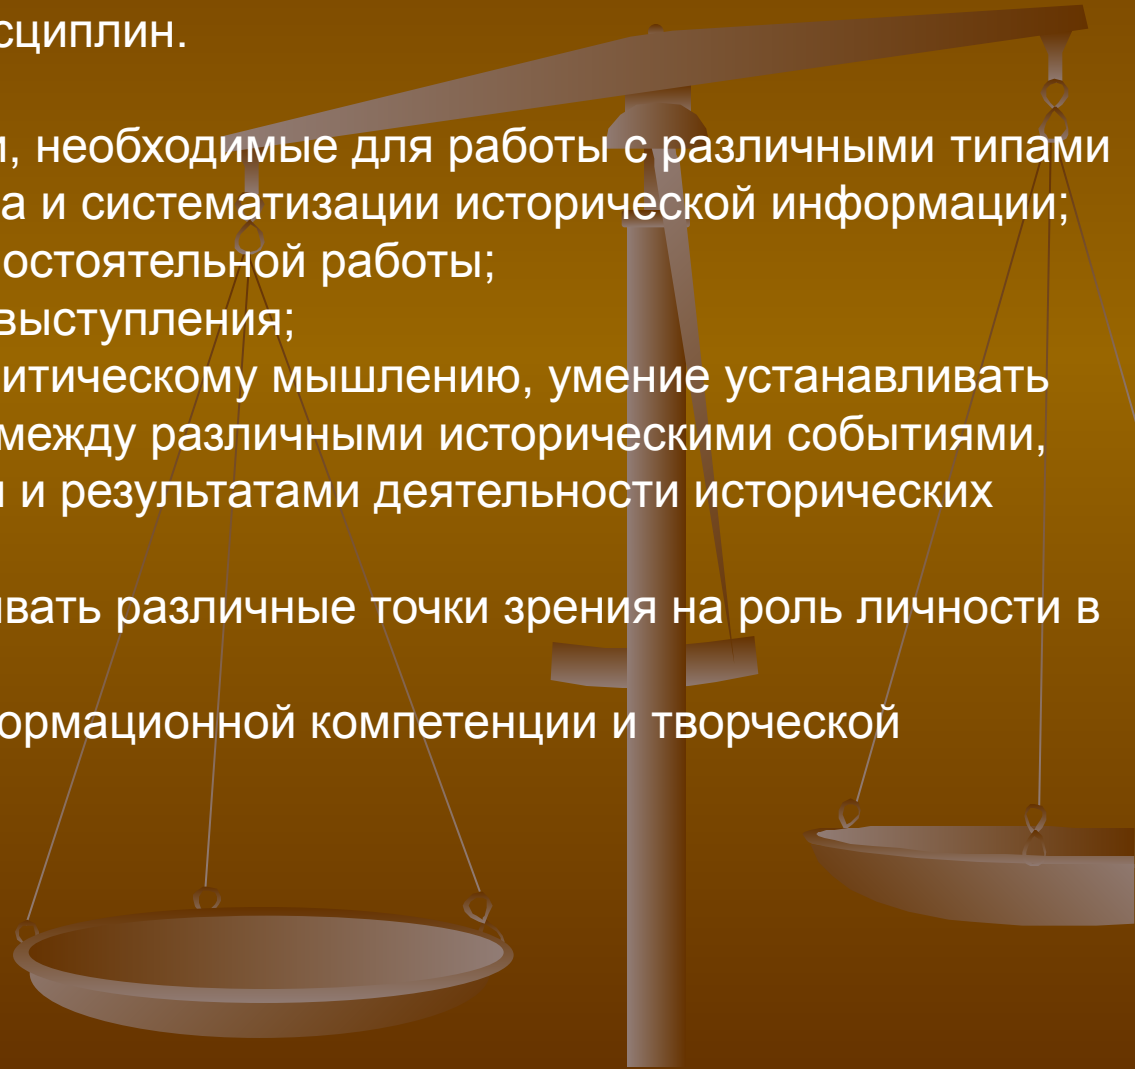 сциплин.
и, необходимые для работы с различными типами
а и систематизации исторической информации;
остоятельной работы;
выступления;
итическому мышлению, умение устанавливать
между различными историческими событиями,
и и результатами деятельности исторических
ивать различные точки зрения на роль личности в
ормационной компетенции и творческой